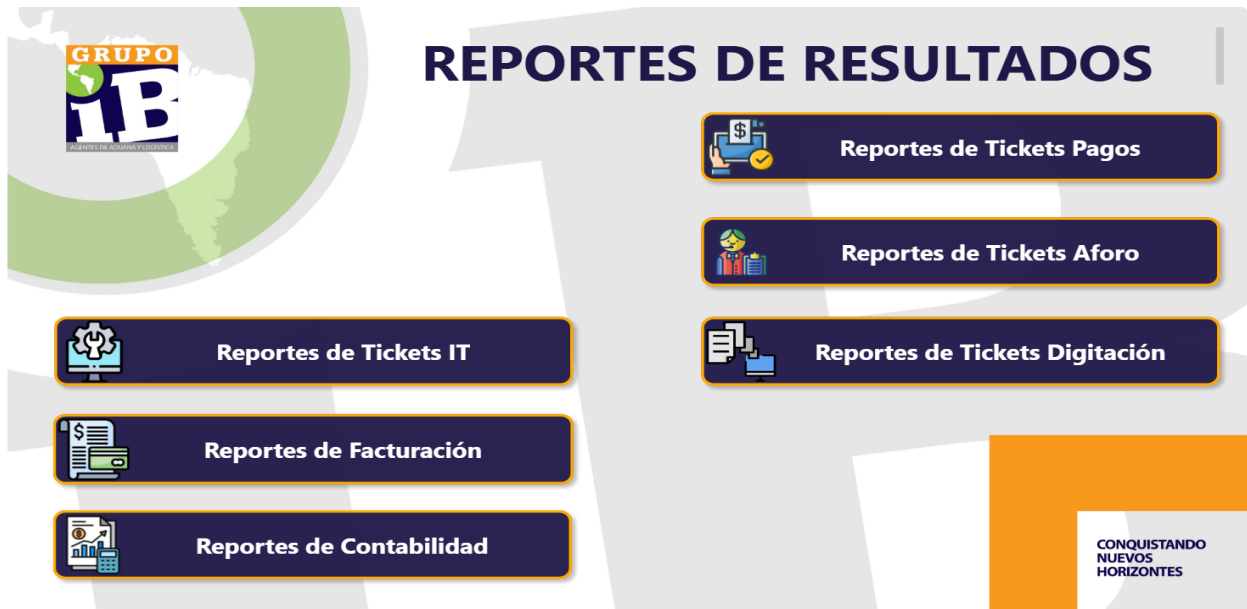 GRUPO
iB
AGENTES DE ADUANA Y LOGISTICA
REPORTES DE RESULTADOS
Reportes de Tickets Pagos
Reportes de Tickets Aforo
Reportes de Tickets IT
Reportes de Tickets Digitación
Reportes de Facturación
Reportes de Contabilidad
CONQUISTANDO
NUEVOS
HORIZONTES